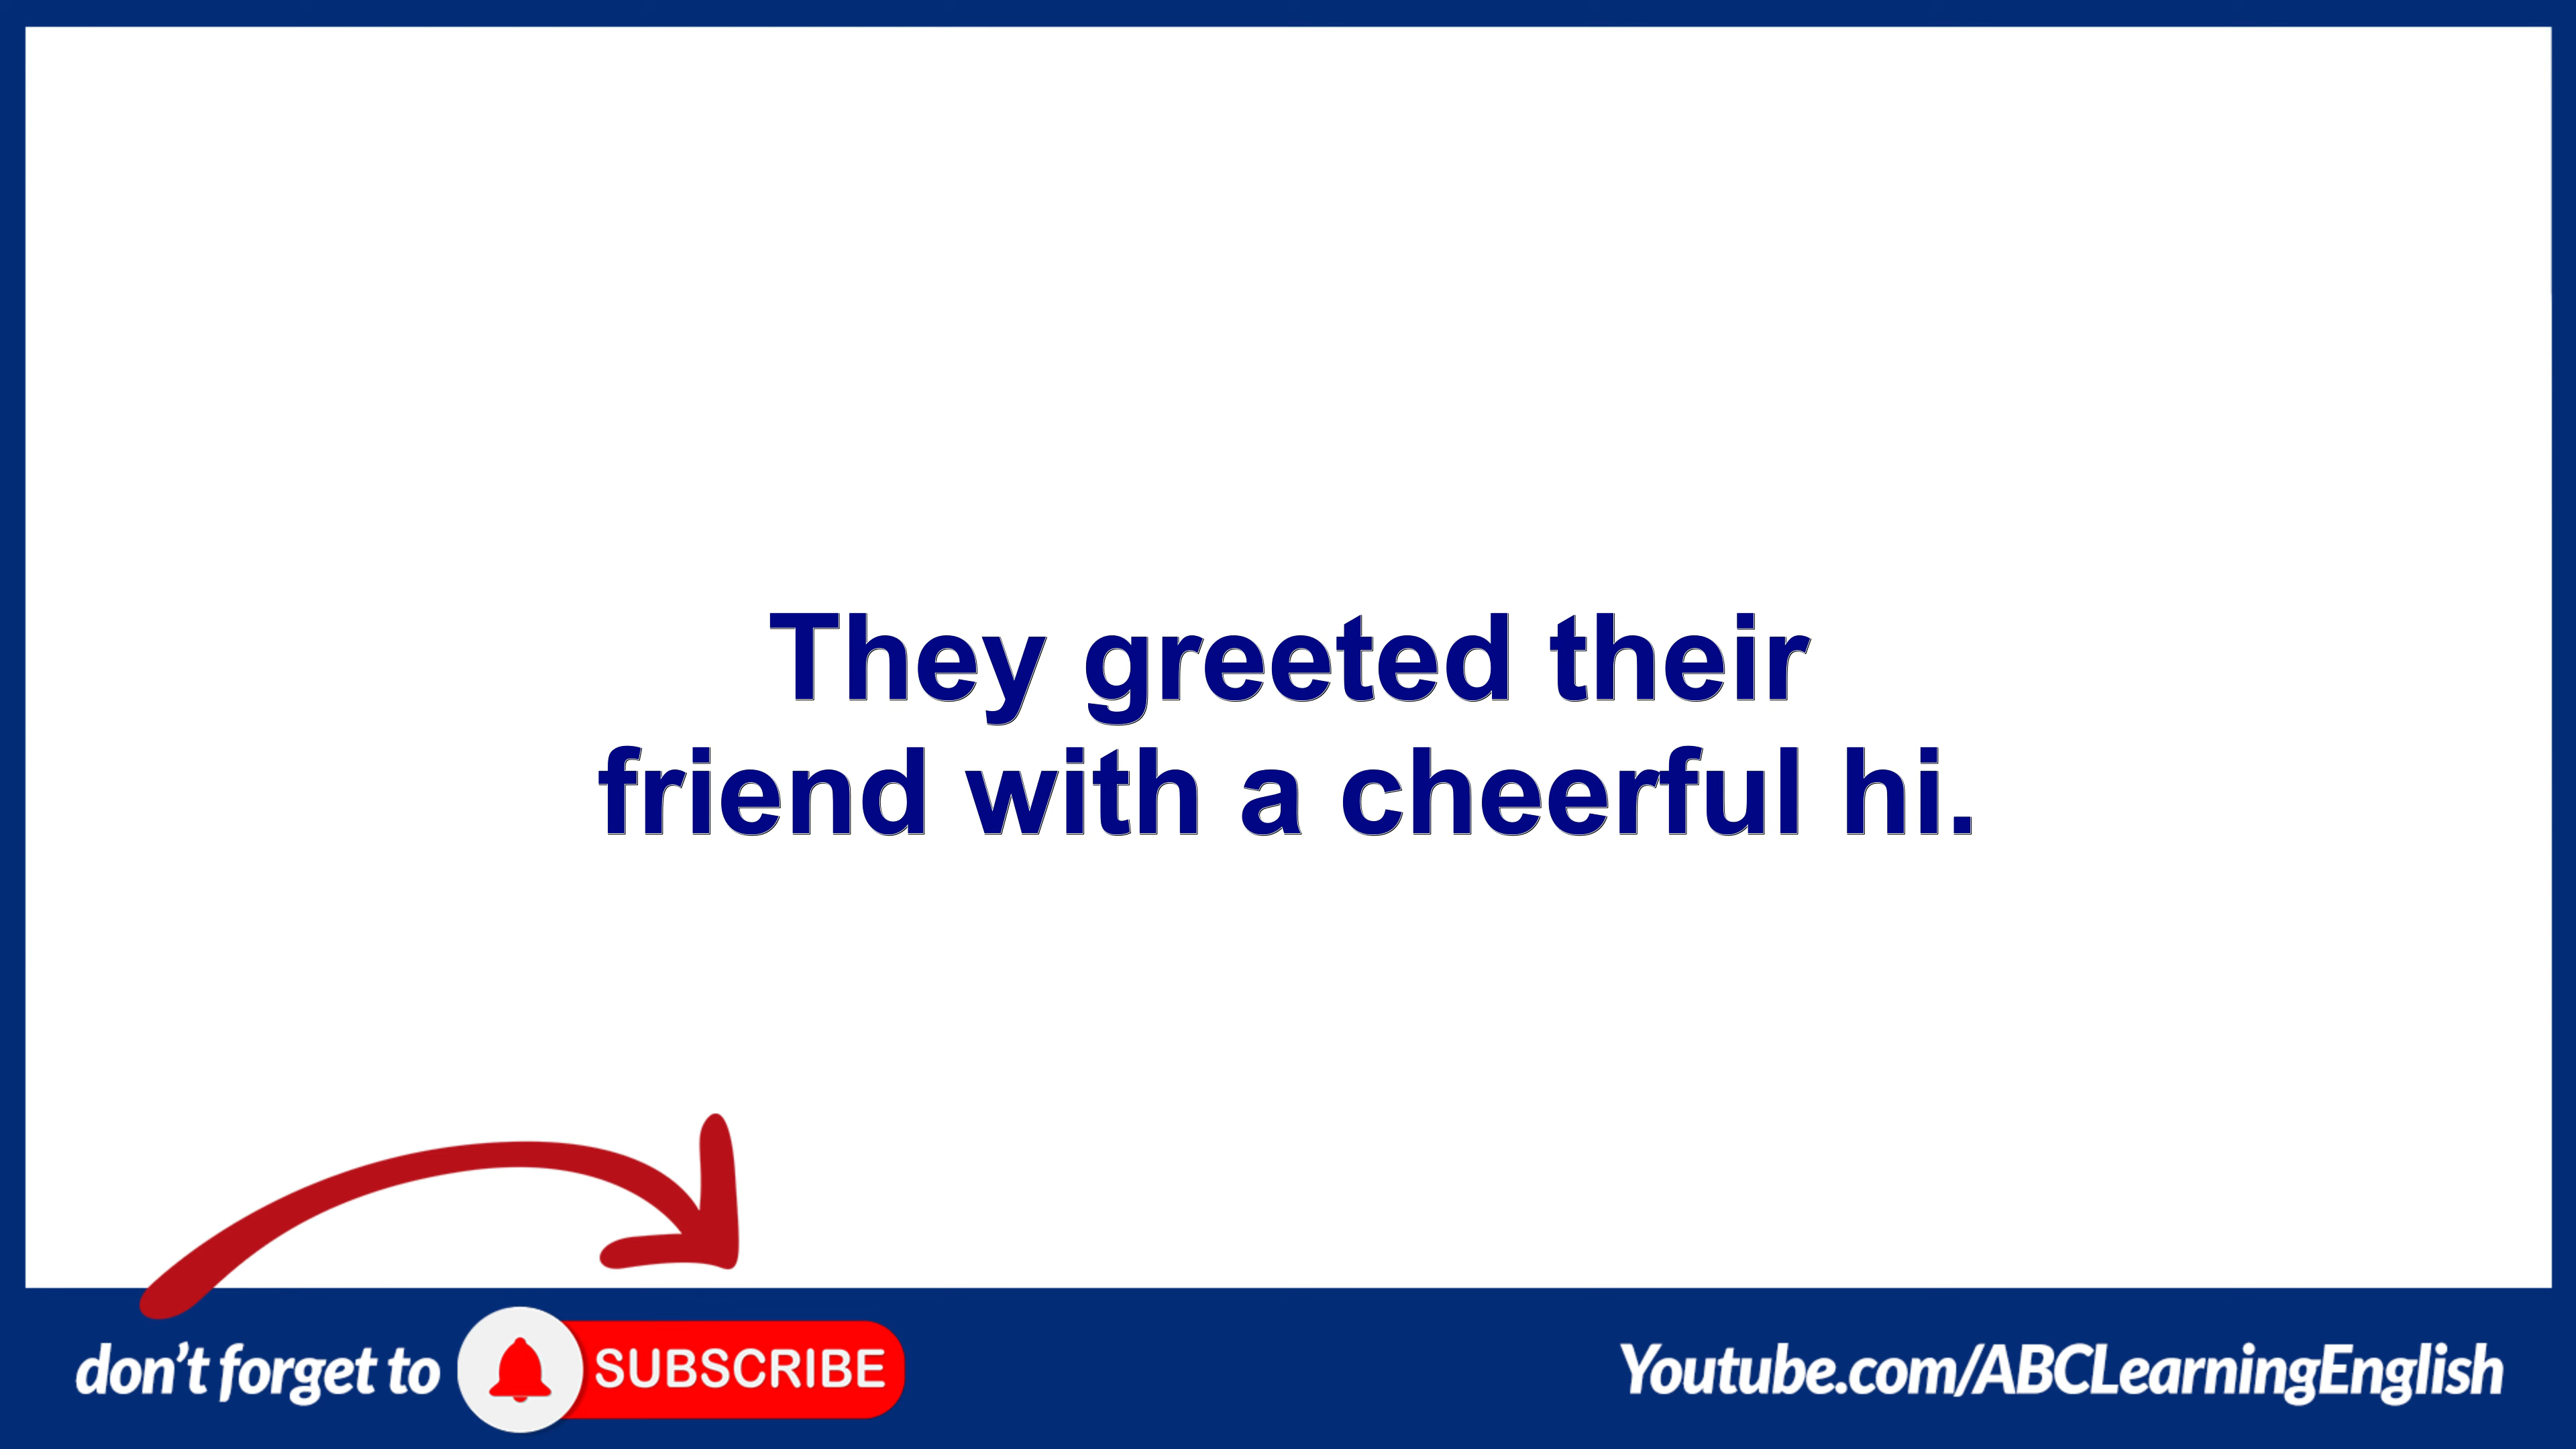 They greeted their
friend with a cheerful hi.
don't forget to SUBSCRIBE Youtube.com/ABCLearningEnglish